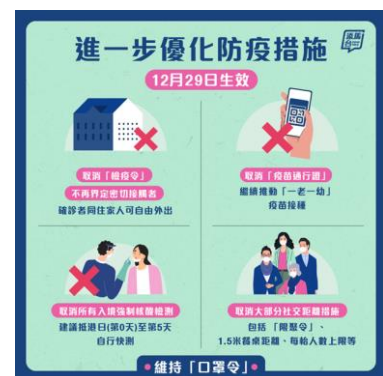 進一步優化防疫措施
12月29日生效
取消「檢疫令」
不再界定密切接觸者
確診者同住家人可自由外出
取消「疫苗通行證」
繼續推動「一老一幼」
疫苗接種
取消所有入境強制核酸檢測
建議抵港日(第0天)至第5天
自行快測
取消大部分社交距離措施
包括「限聚令」、
1.5米餐桌距離、每枱人數上限等
維持「口罩令」